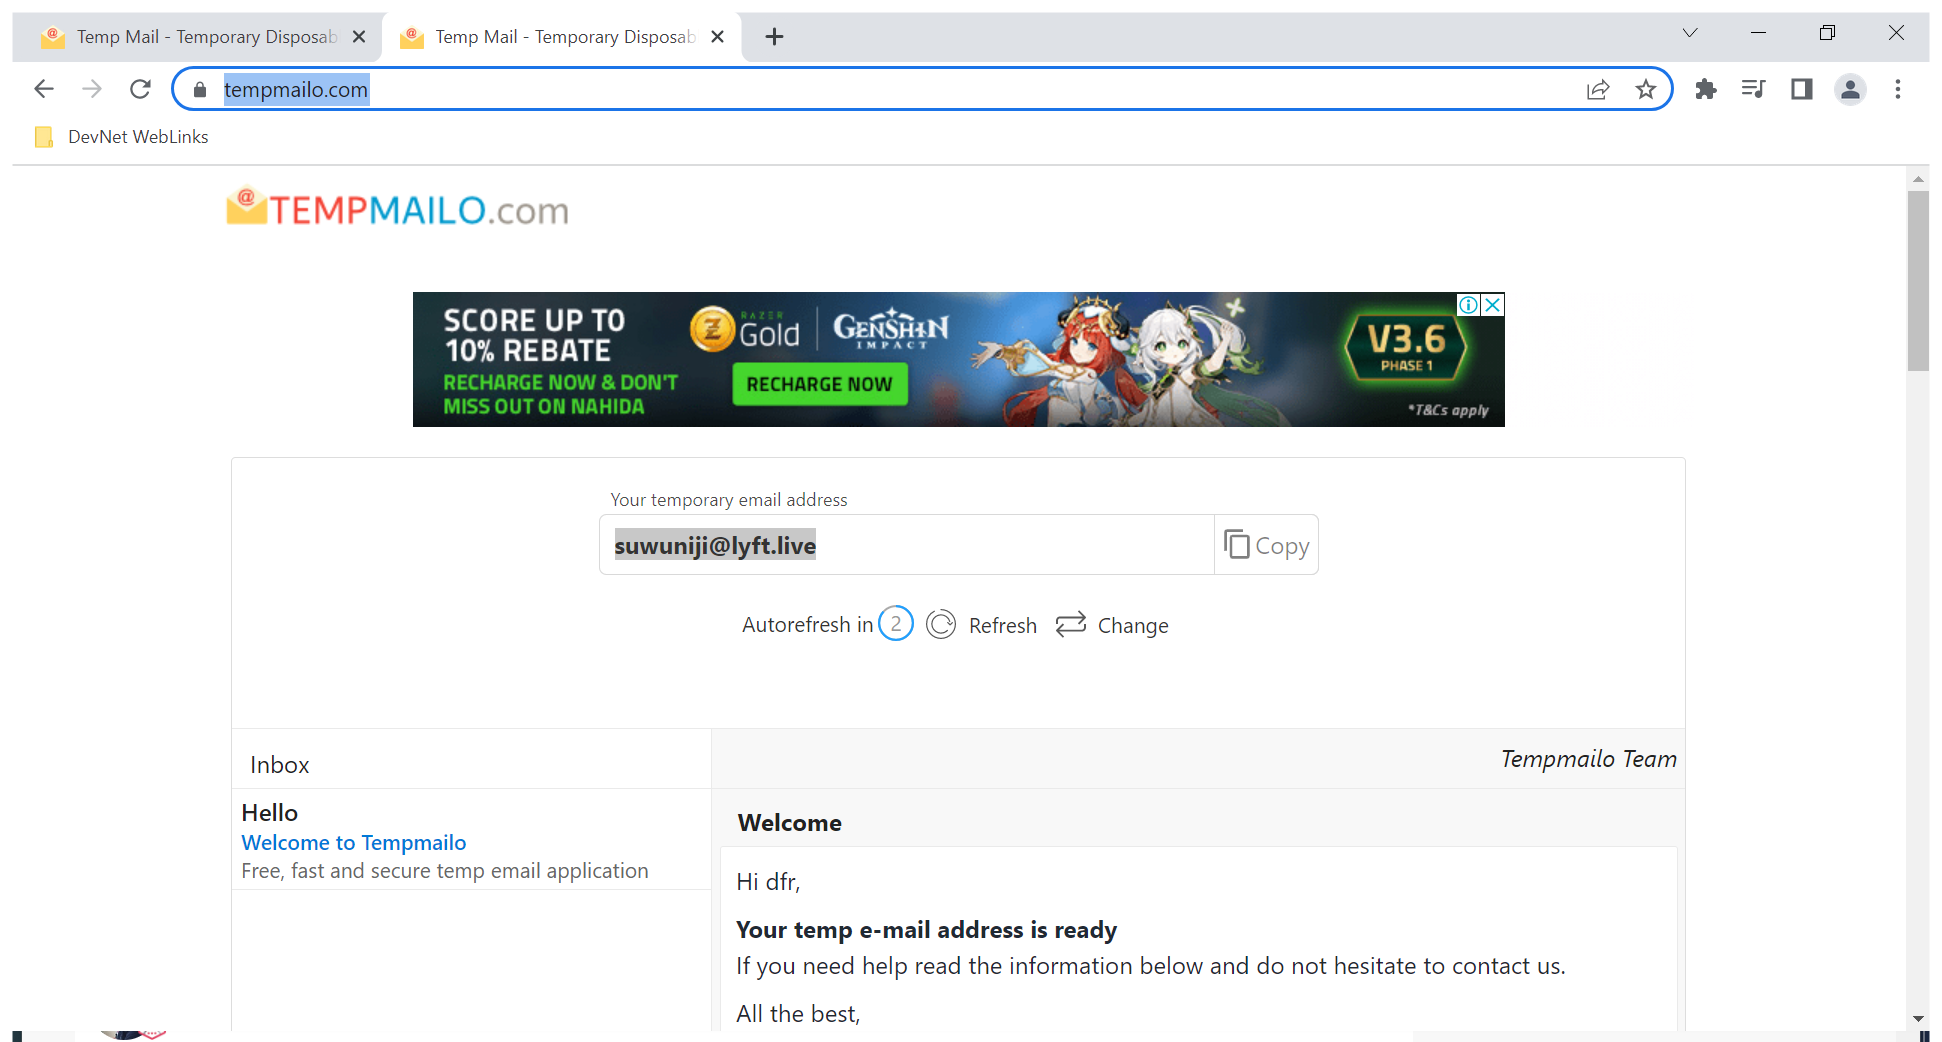 Temp Mail - Temporary Disposab
Temp Mail - Temporary Disposab
tempmailo.com
DevNet WebLinks
@TEMPMAILO.com
SCORE UP TO
10% REBATE
RECHARGE NOW & DON'T
MISS OUT ON NAHIDA
RAZER
Gold
GENSHIN
IMPACT
RECHARGE NOW
V3.6
PHASE 1
*T&Cs apply
Your temporary email address
suwuniji@lyft.live
Copy
Autorefresh in 2 Refresh Change
Inbox
Tempmailo Team
Hello
Welcome to Tempmailo
Free, fast and secure temp email application
Welcome
Hi dfr,
Your temp e-mail address is ready
If you need help read the information below and do not hesitate to contact us.
All the best,